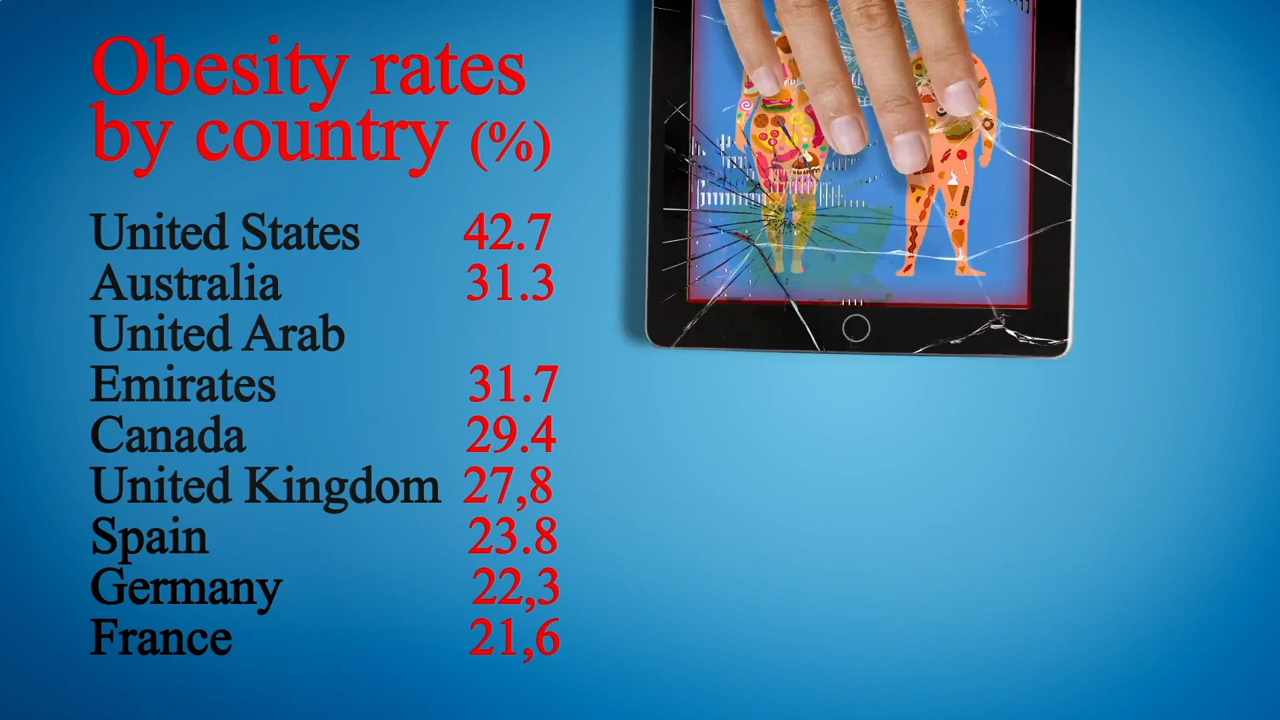 Obesity rates
by country (%)
United States 42.7
Australia 31.3
United Arab
Emirates 31.7
Canada 29.4
United Kingdom 27,8
Spain 23.8
Germany 22,3
France 21,6